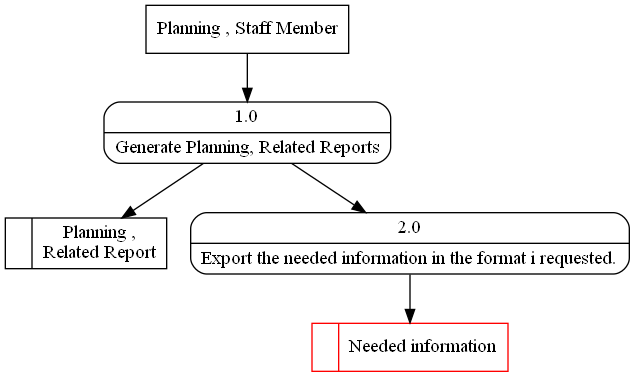 Planning , Staff Member
1.0
Generate Planning, Related Reports
Planning ,
Related Report
2.0
Export the needed information in the format i requested.
Needed information